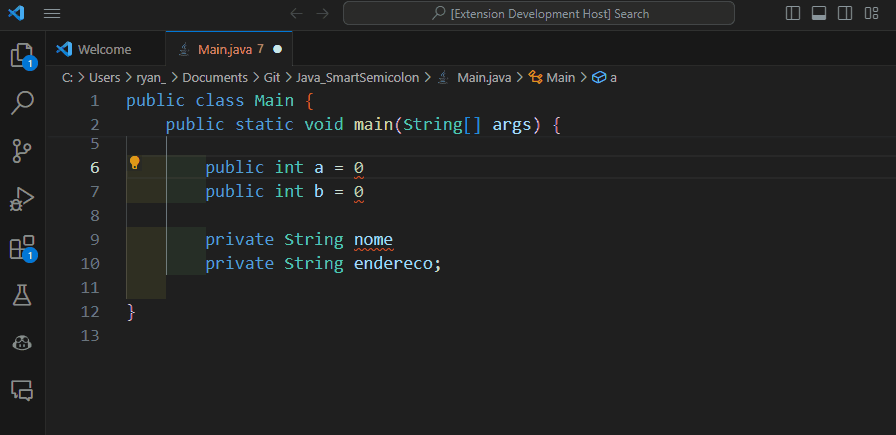 [Extension Development Host] Search
Welcome
Main.java 7
C: > Users > ryan_ > Documents > Git > Java_SmartSemicolon > Main.java > Main > a
1 public class Main {
2 public static void main(String[] args) {
5
6 public int a = 0
7 public int b = 0
8
9 private String nome
10 private String endereco;
11
12 }
13
1
1